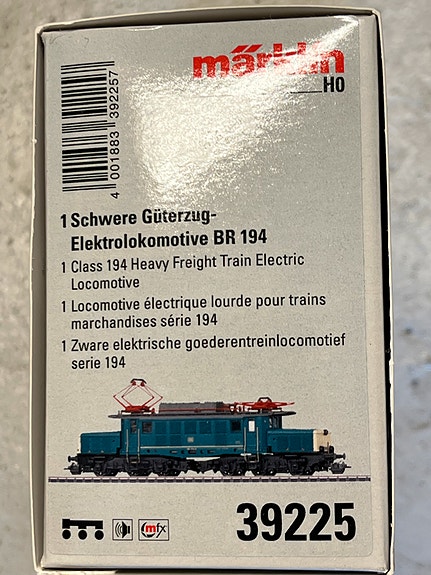 märklin
H0
4 001883 392257
1 Schwere Güterzug-
Elektrolokomotive BR 194
1 Class 194 Heavy Freight Train Electric
Locomotive
1 Locomotive électrique lourde pour trains
marchandises série 194
1 Zware elektrische goederentreinlocomotief
serie 194
mfx
39225